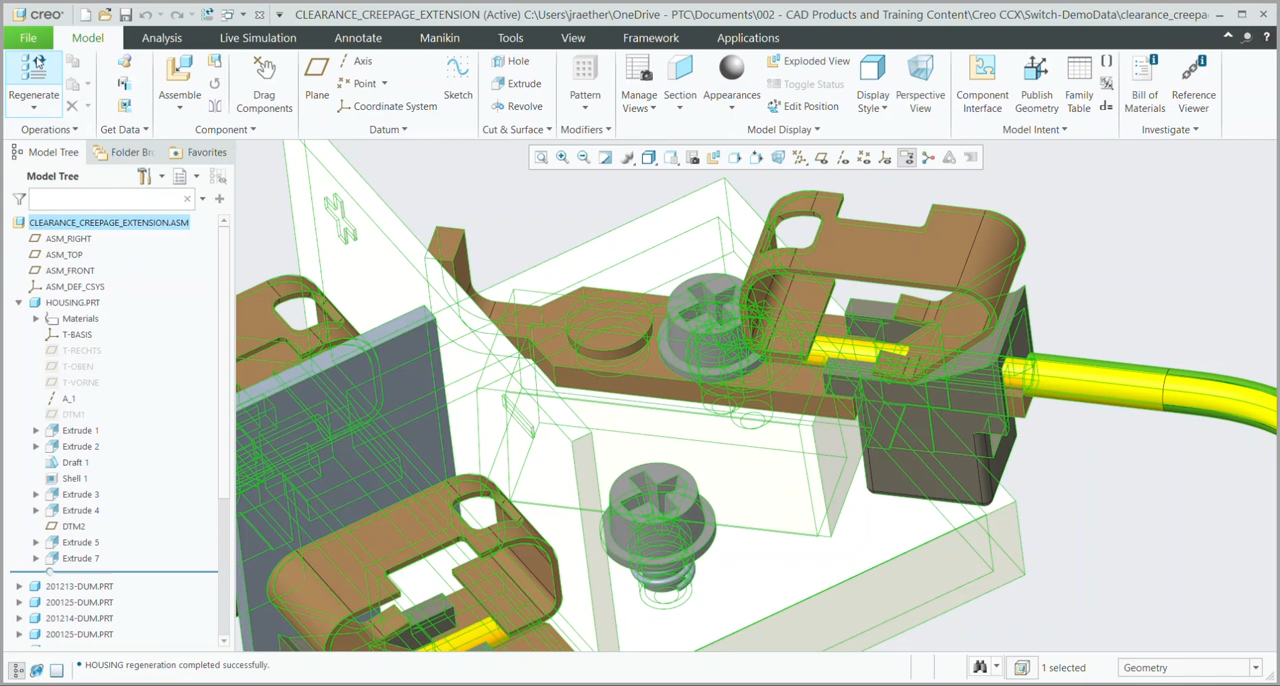 creo
CLEARANCE_CREEPAGE_EXTENSION (Active) C:\Users\jraether\OneDrive - PTC\Documents\002 - CAD Products and Training Content\Creo CCX\Switch-DemoData\clearance_creepa
File Model Analysis Live Simulation Annotate Manikin Tools View Framework Applications
Regenerate
Operations
Get Data
Assemble
Drag Components
Component
Plane
Axis
Point
Coordinate System
Sketch
Datum
Hole
Extrude
Revolve
Cut & Surface
Pattern
Modifiers
Manage Views
Section
Appearances
Exploded View
Toggle Status
Edit Position
Display Style
Perspective View
Model Display
Component Interface
Publish Geometry
Family Table
Model Intent
Bill of Materials
Reference Viewer
Investigate
Model Tree Folder Br Favorites
Model Tree
CLEARANCE_CREEPAGE_EXTENSION.ASM
ASM_RIGHT
ASM_TOP
ASM_FRONT
ASM_DEF_CSYS
HOUSING.PRT
Materials
T-BASIS
T-RECHTS
T-OBEN
T-VORNE
A_1
DTM1
Extrude 1
Extrude 2
Draft 1
Shell 1
Extrude 3
Extrude 4
DTM2
Extrude 5
Extrude 7
201213-DUM.PRT
200125-DUM.PRT
201214-DUM.PRT
200125-DUM.PRT
HOUSING regeneration completed successfully.
1 selected
Geometry